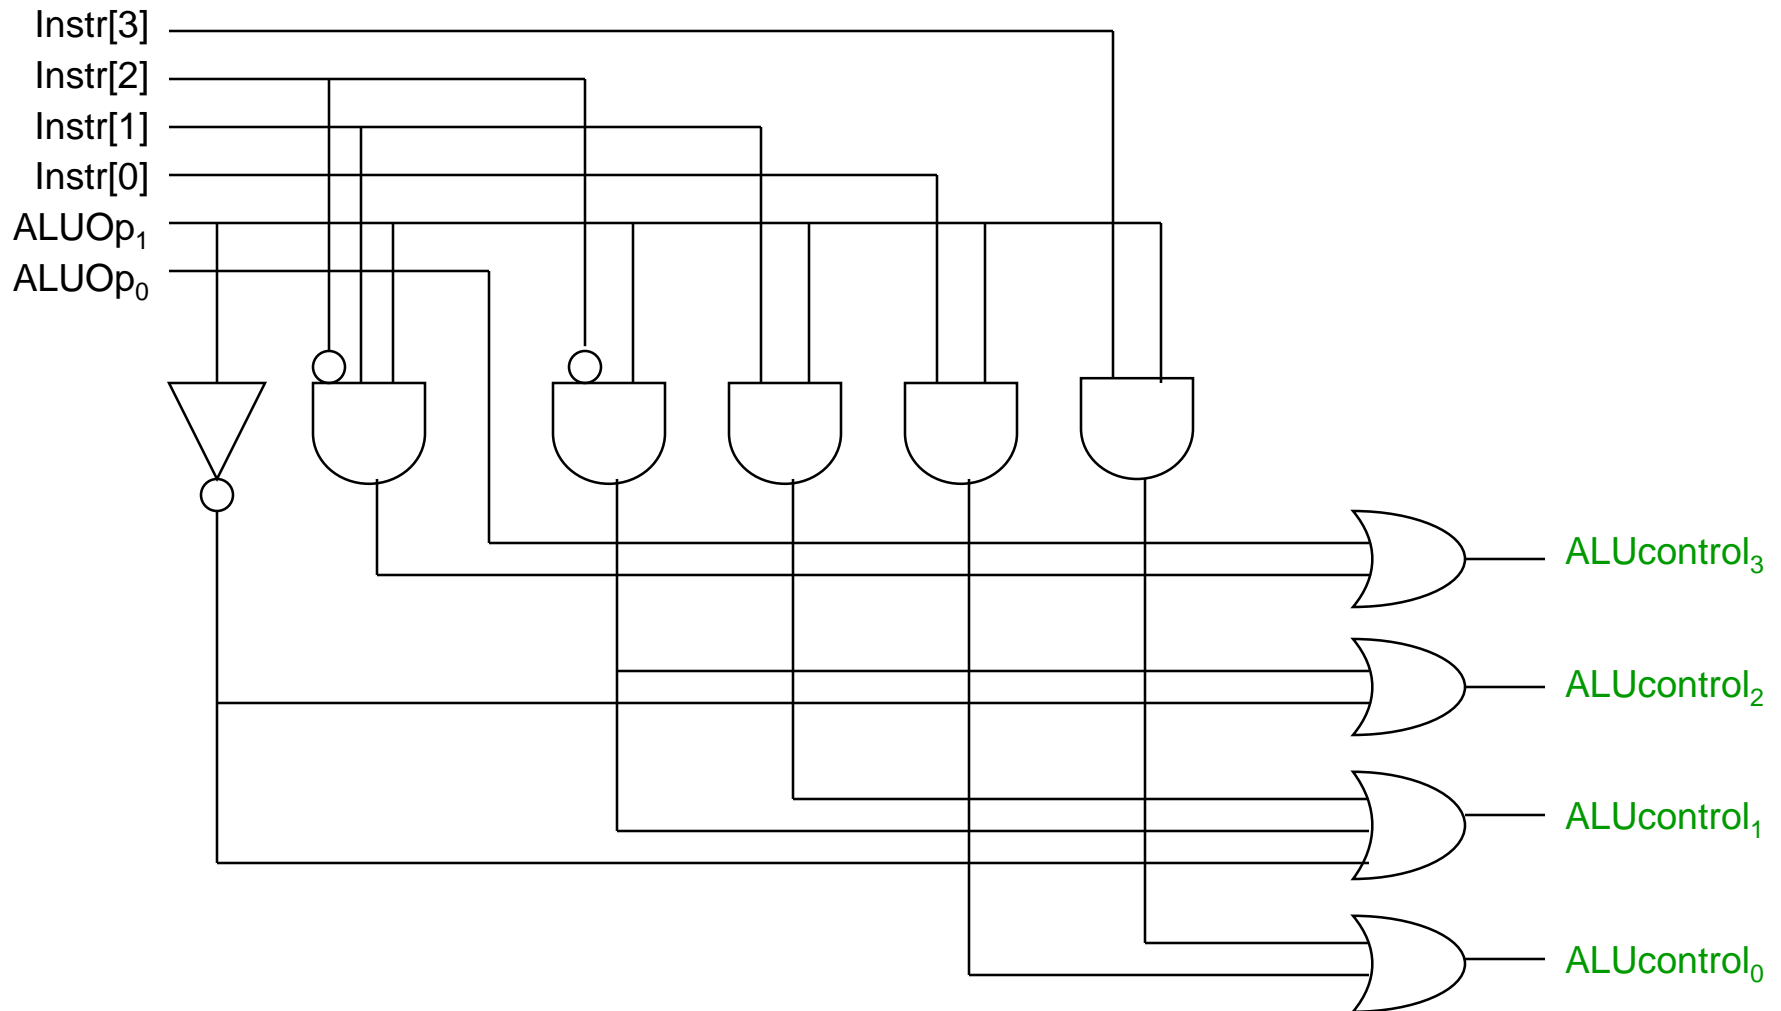 Instr[3]
Instr[2]
Instr[1]
Instr[0]
ALUOp₁
ALUOp₀
ALUcontrol₃
ALUcontrol₂
ALUcontrol₁
ALUcontrol₀